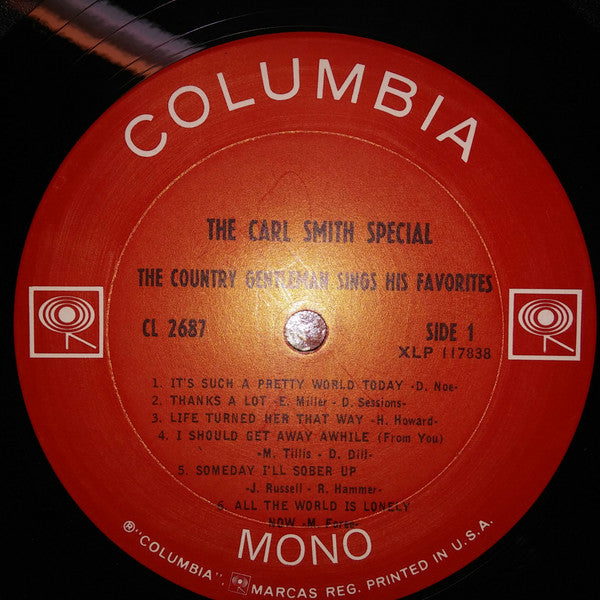 COLUMBIA
THE CARL SMITH SPECIAL
THE COUNTRY GENTLEMAN SINGS HIS FAVORITES
CL 2687
SIDE 1
XLP 117838
1. IT'S SUCH A PRETTY WORLD TODAY -D. Noe-
2. THANKS A LOT -E. Miller - D. Sessions-
3. LIFE TURNED HER THAT WAY -H. Howard-
4. I SHOULD GET AWAY AWHILE (From You)
-M. Tillis - D. Dill-
5. SOMEDAY I'LL SOBER UP
-J. Russell - R. Hammer-
6. ALL THE WORLD IS LONELY
NOW -M.
MONO
® "COLUMBIA", MARCAS REG. PRINTED IN U.S.A.